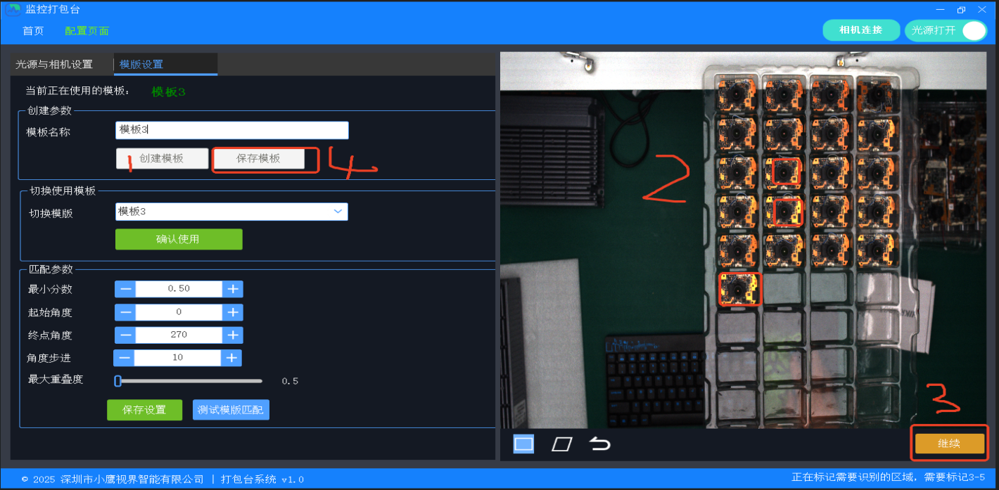 监控打包台
首页 配置页面 相机连接 光源打开
光源与相机设置 模版设置
当前正在使用的模板： 模板3
创建参数
模板名称 模板3
1 创建模板 保存模板 4
2
切换使用模板
切换模版 模板3
确认使用
匹配参数
最小分数 0.50
起始角度 0
终点角度 270
角度步进 10
最大重叠度 0.5
保存设置 测试模版匹配
3
继续
© 2025 深圳市小鹰视界智能有限公司 | 打包台系统 v1.0 正在标记需要识别的区域，需要标记3-5